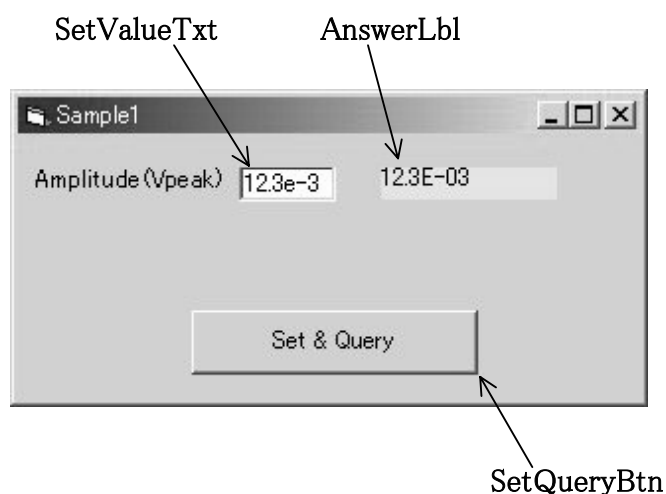 SetValueTxt AnswerLbl
Sample1
Amplitude(Vpeak) 12.3e-3 12.3E-03
Set & Query
SetQueryBtn